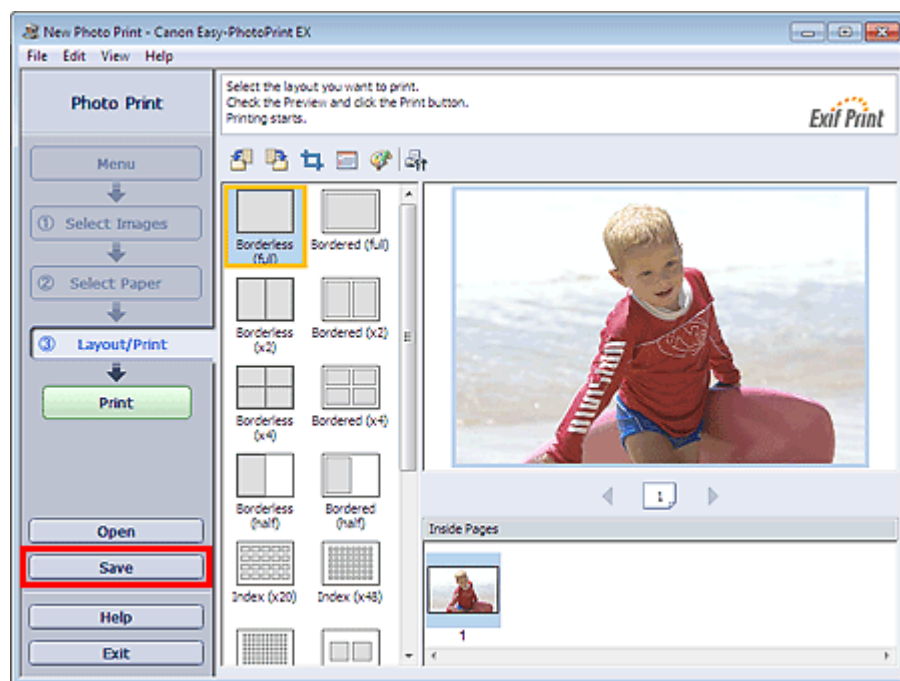 New Photo Print - Canon Easy-PhotoPrint EX
File Edit View Help
Photo Print
Select the layout you want to print.
Check the Preview and click the Print button.
Printing starts.
Exif Print
Menu
① Select Images
② Select Paper
③ Layout/Print
Print
Open
Save
Help
Exit
Borderless (full)
Bordered (full)
Borderless (x2)
Bordered (x2)
Borderless (x4)
Bordered (x4)
Borderless (half)
Bordered (half)
Index (x20)
Index (x48)
1
Inside Pages
1